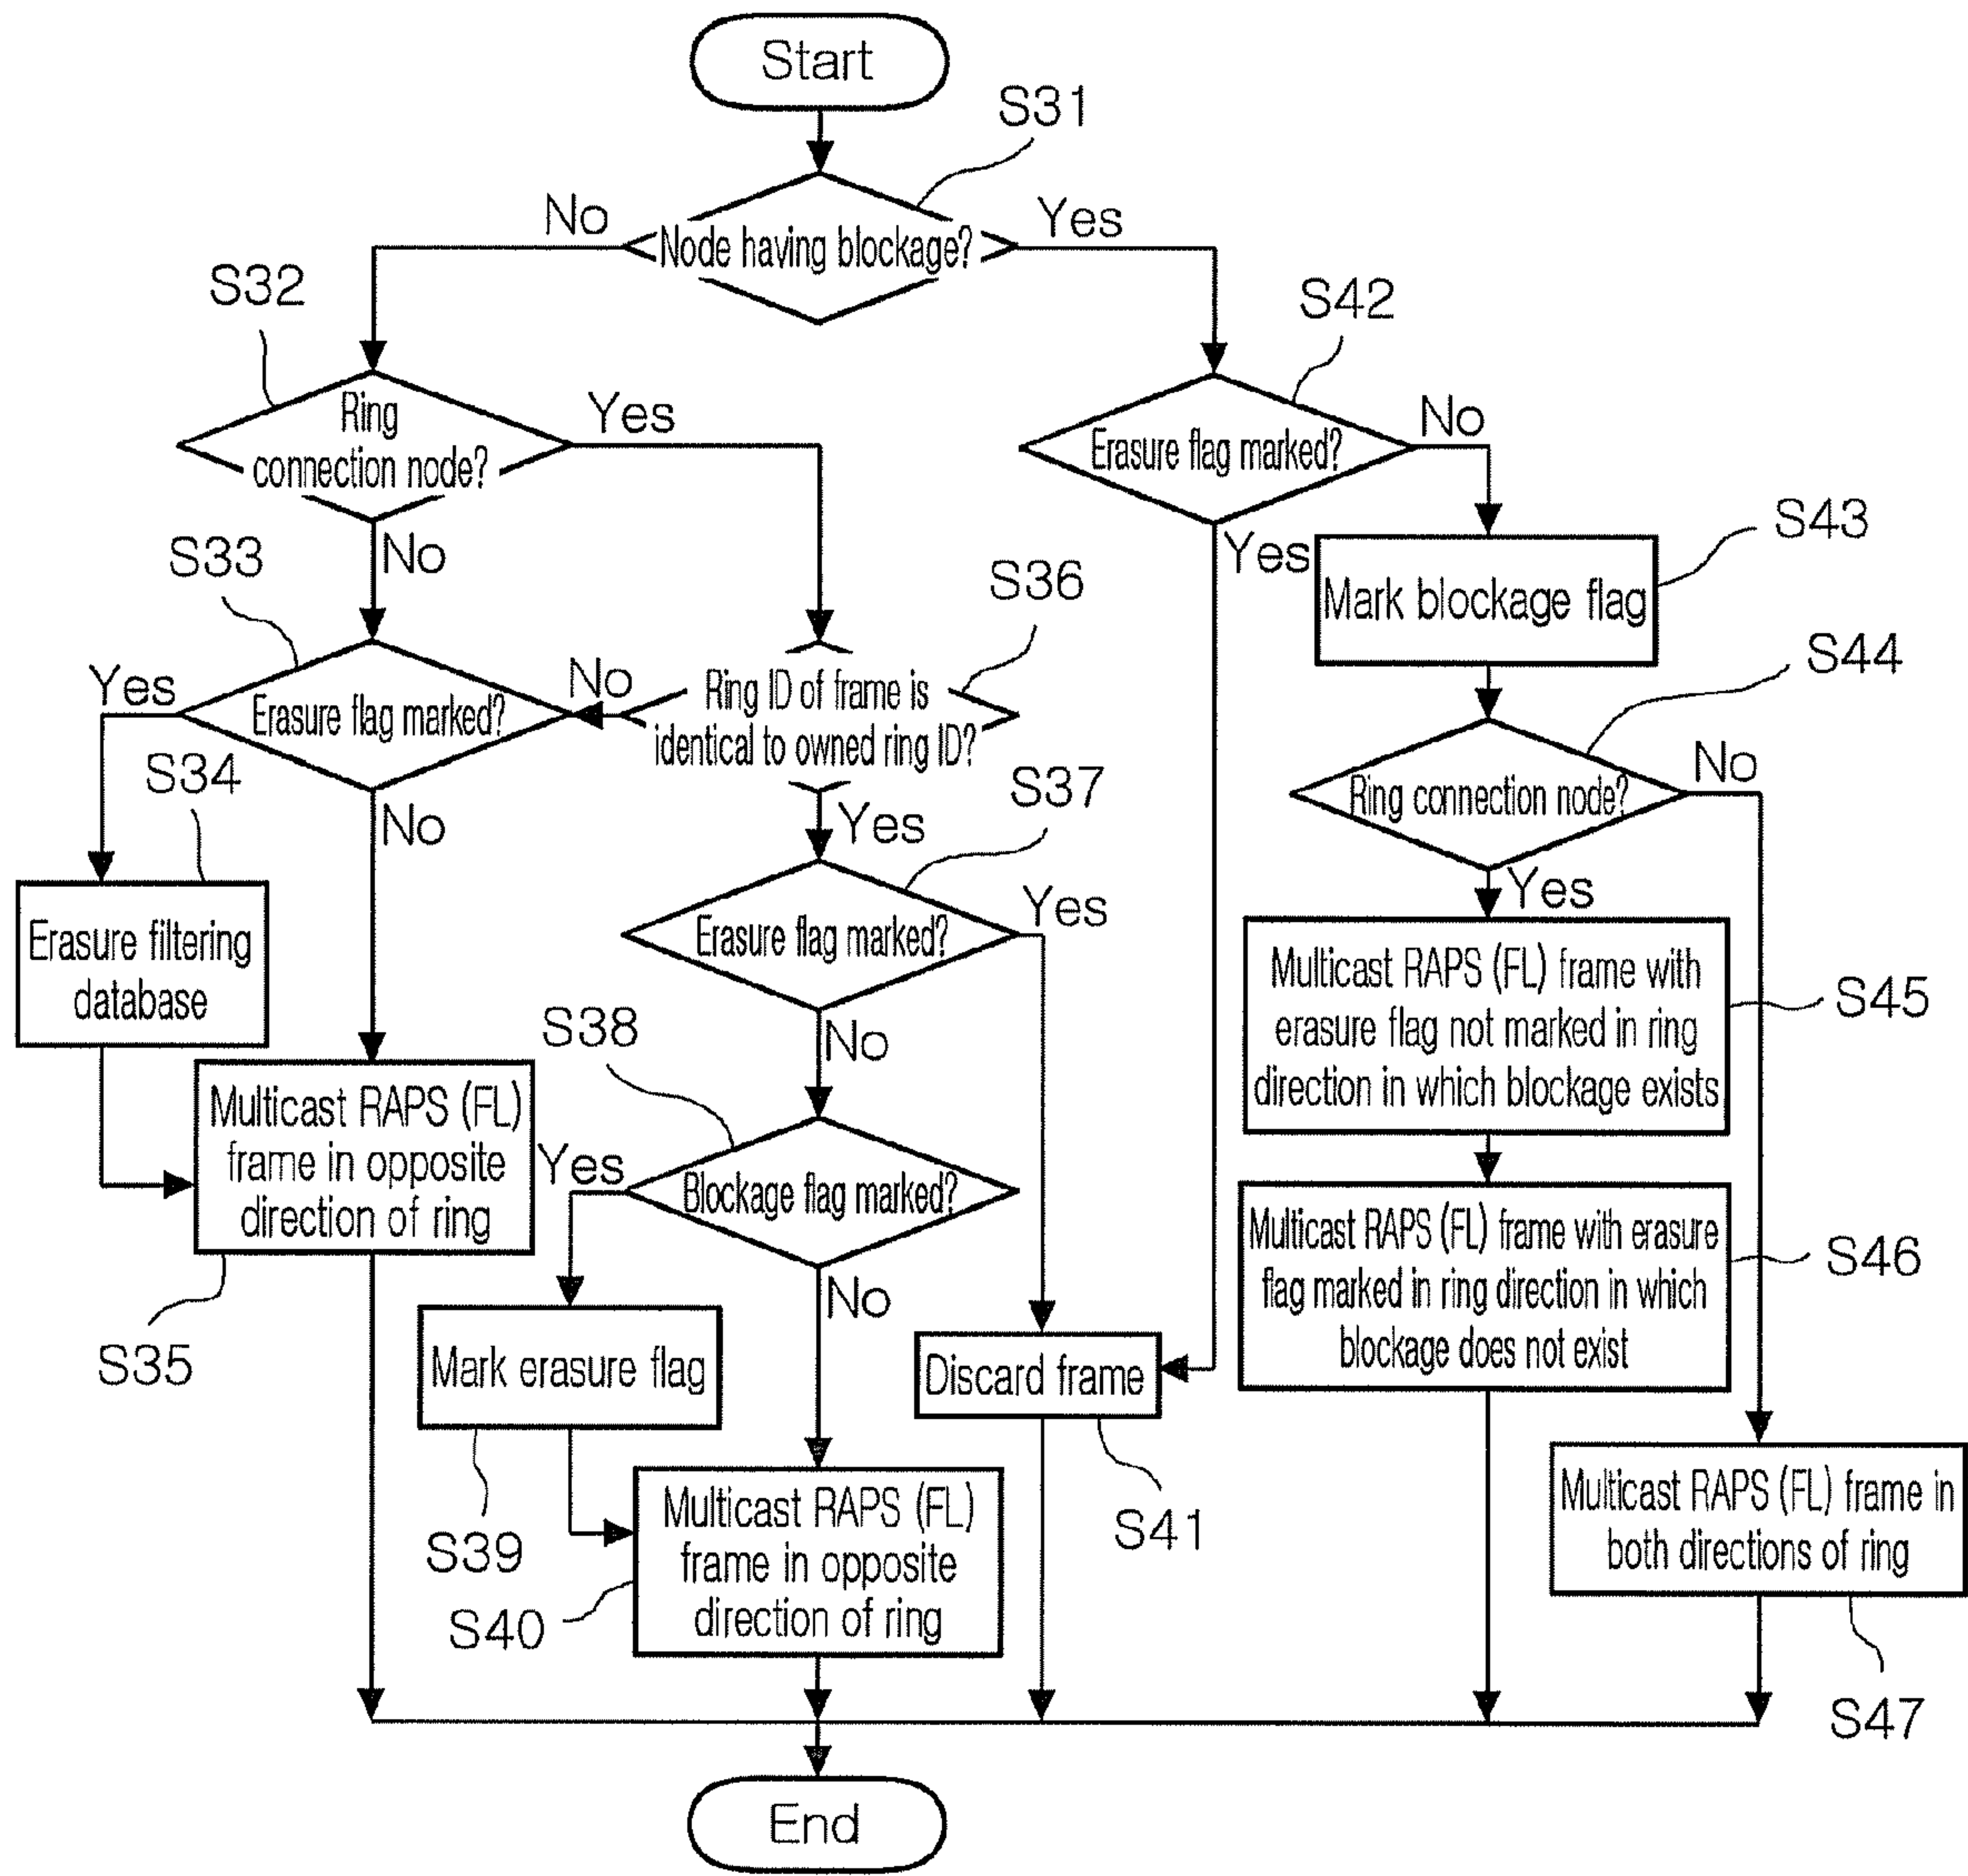 Start
S31
No
Yes
Node having blockage?
S32
S42
Ring
connection node?
Yes
Erasure flag marked?
No
No
Yes
S43
Mark blockage flag
S33
S36
Yes
Erasure flag marked?
No
Ring ID of frame is
identical to owned ring ID?
S44
Ring connection node?
No
S34
No
Yes
S37
Yes
Erasure filtering
database
Erasure flag marked?
Yes
Multicast RAPS (FL) frame with
erasure flag not marked in ring
direction in which blockage exists
S45
S38
No
Multicast RAPS (FL)
frame in opposite
direction of ring
Yes
Blockage flag marked?
Multicast RAPS (FL) frame with erasure
flag marked in ring direction in which
blockage does not exist
S46
S35
No
Mark erasure flag
Discard frame
S39
S41
Multicast RAPS (FL)
frame in opposite
direction of ring
S40
Multicast RAPS (FL) frame in
both directions of ring
S47
End